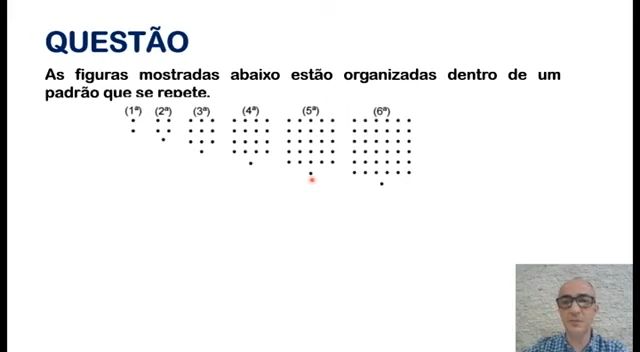 QUESTÃO
As figuras mostradas abaixo estão organizadas dentro de um
padrão que se repete.
(1ª) (2ª) (3ª) (4ª) (5ª) (6ª)